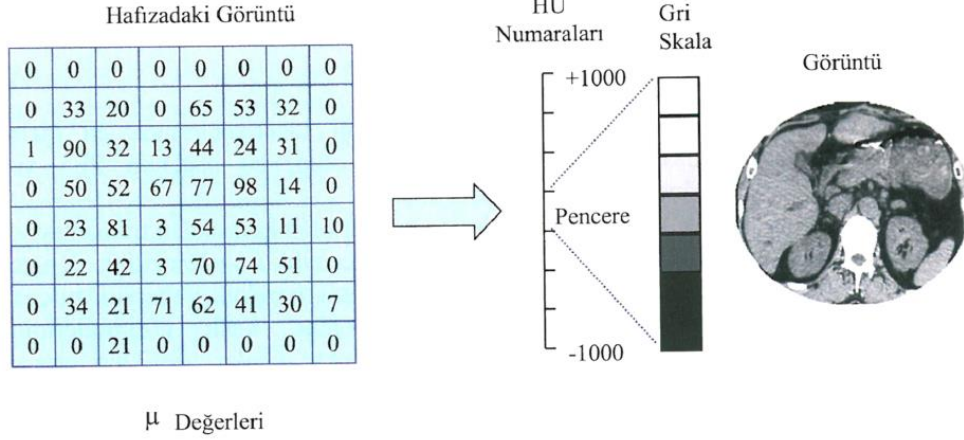 Hafızadaki Görüntü
0 0 0 0 0 0 0 0
0 33 20 0 65 53 32 0
1 90 32 13 44 24 31 0
0 50 52 67 77 98 14 0
0 23 81 3 54 53 11 10
0 22 42 3 70 74 51 0
0 34 21 71 62 41 30 7
0 0 21 0 0 0 0 0
μ Değerleri
HU
Numaraları
+1000
Pencere
-1000
Gri
Skala
Görüntü